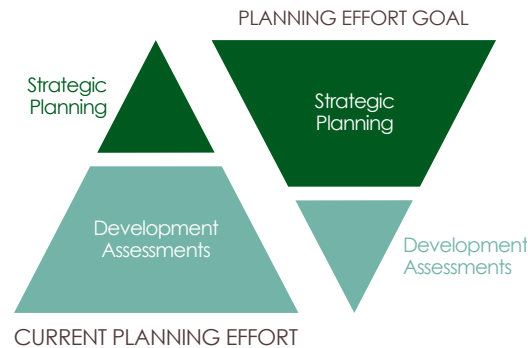 PLANNING EFFORT GOAL
Strategic
Planning
Strategic
Planning
Development
Assessments
Development
Assessments
CURRENT PLANNING EFFORT